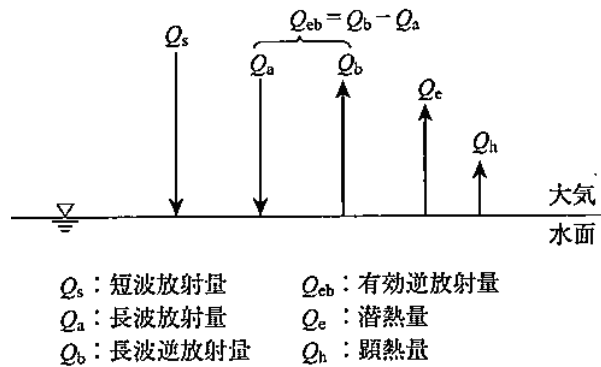 Qeb = Qb − Qa
Qs
Qa
Qb
Qe
Qh
大気
水面
Qs：短波放射量
Qeb：有効逆放射量
Qa：長波放射量
Qe：潜熱量
Qb：長波逆放射量
Qh：顕熱量